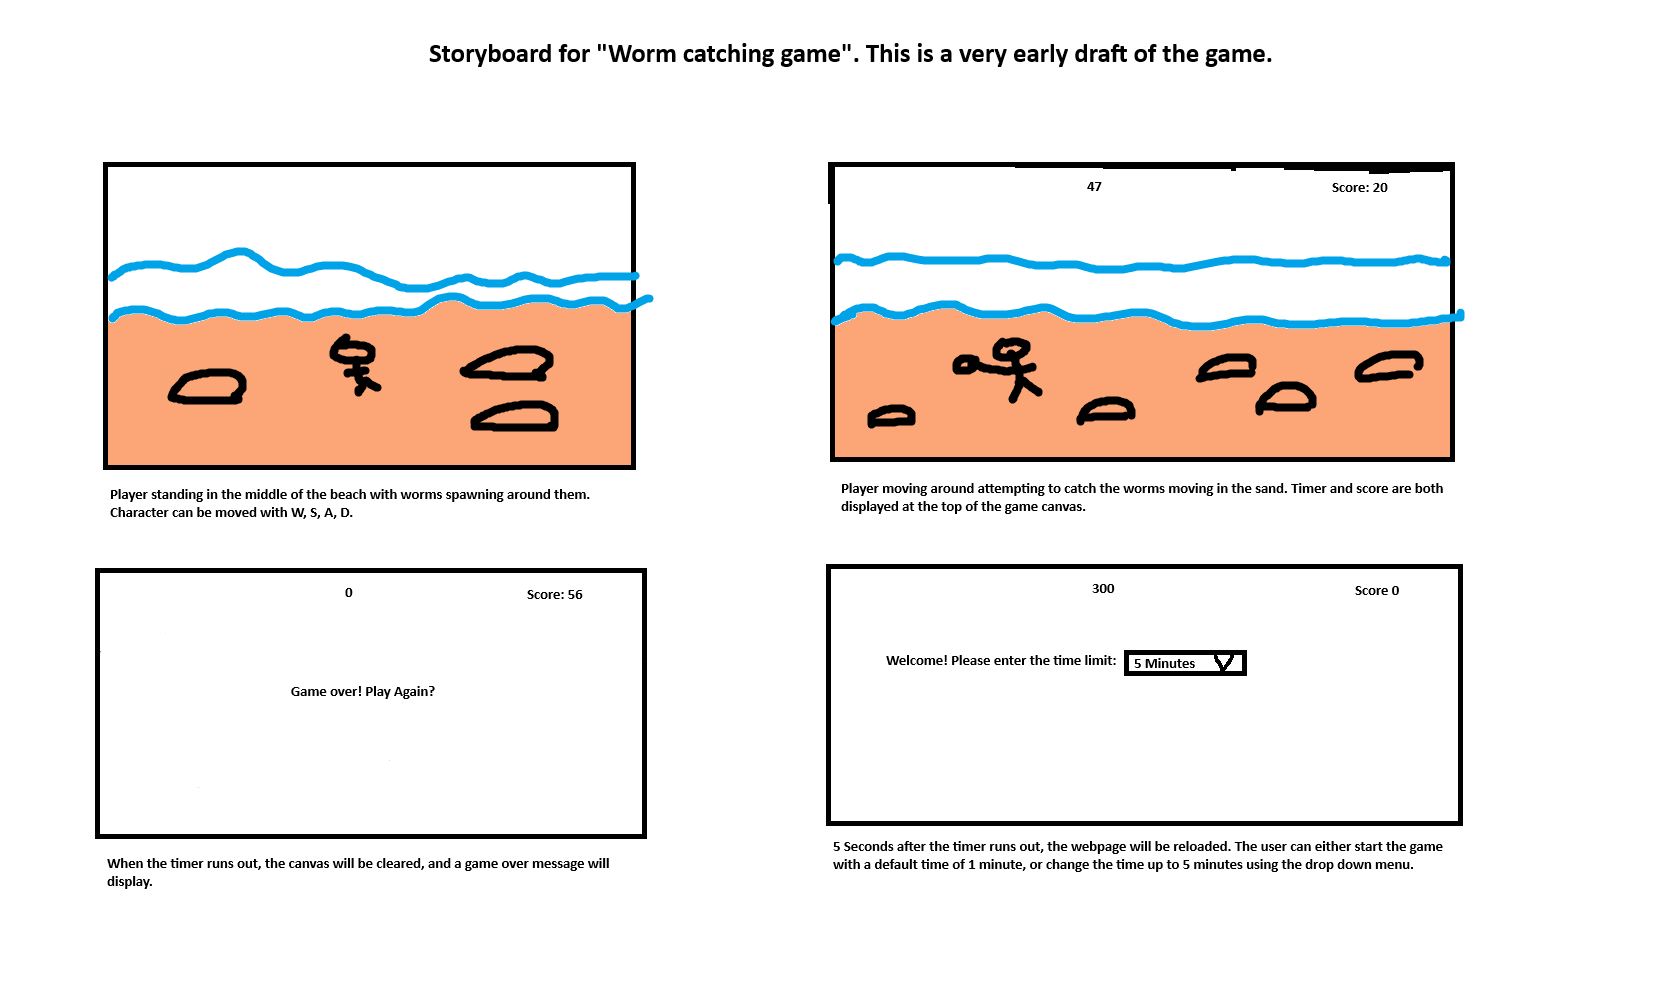 Storyboard for "Worm catching game". This is a very early draft of the game.
47
Score: 20
Player standing in the middle of the beach with worms spawning around them.
Character can be moved with W, S, A, D.
Player moving around attempting to catch the worms moving in the sand. Timer and score are both
displayed at the top of the game canvas.
0
Score: 56
Game over! Play Again?
When the timer runs out, the canvas will be cleared, and a game over message will
display.
300
Score 0
Welcome! Please enter the time limit: 5 Minutes
5 Seconds after the timer runs out, the webpage will be reloaded. The user can either start the game
with a default time of 1 minute, or change the time up to 5 minutes using the drop down menu.